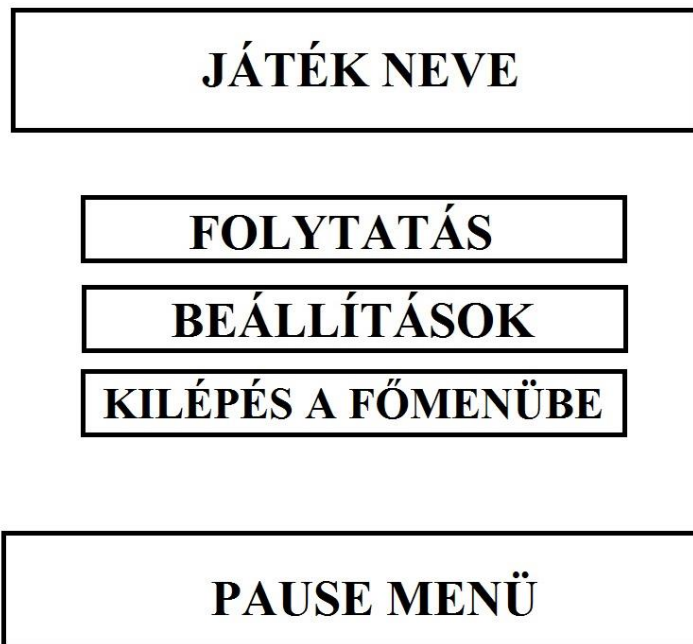 JÁTÉK NEVE
FOLYTATÁS
BEÁLLÍTÁSOK
KILÉPÉS A FŐMENÜBE
PAUSE MENÜ